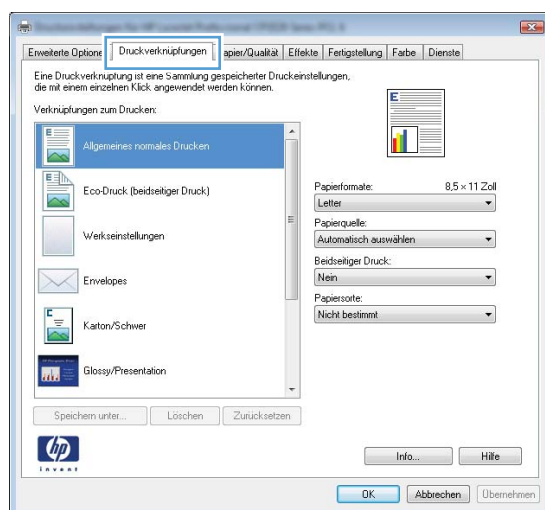 Erweiterte Optione
Druckverknüpfungen
apier/Qualität
Effekte
Fertigstellung
Farbe
Dienste
Eine Druckverknüpfung ist eine Sammlung gespeicherter Druckeinstellungen,
die mit einem einzelnen Klick angewendet werden können.
Verknüpfungen zum Drucken:
E
Allgemeines normales Drucken
E
Eco-Druck (beidseitiger Druck)
Werkseinstellungen
Envelopes
Karton/Schwer
Glossy/Presentation
Speichern unter...
Löschen
Zurücksetzen
E
Papierformate:
8,5 × 11 Zoll
Letter
Papierquelle:
Automatisch auswählen
Beidseitiger Druck:
Nein
Papiersorte:
Nicht bestimmt
hp
invent
Info...
Hilfe
OK
Abbrechen
Übernehmen